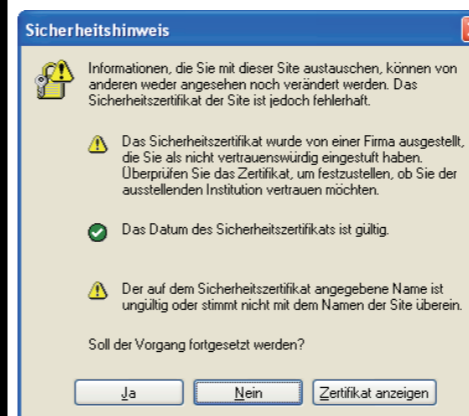 Sicherheitshinweis
Informationen, die Sie mit dieser Site austauschen, können von
anderen weder angesehen noch verändert werden. Das
Sicherheitszertifikat der Site ist jedoch fehlerhaft.
Das Sicherheitszertifikat wurde von einer Firma ausgestellt,
die Sie als nicht vertrauenswürdig eingestuft haben.
Überprüfen Sie das Zertifikat, um festzustellen, ob Sie der
ausstellenden Institution vertrauen möchten.
Das Datum des Sicherheitszertifikats ist gültig.
Der auf dem Sicherheitszertifikat angegebene Name ist
ungültig oder stimmt nicht mit dem Namen der Site überein.
Soll der Vorgang fortgesetzt werden?
Ja Nein Zertifikat anzeigen